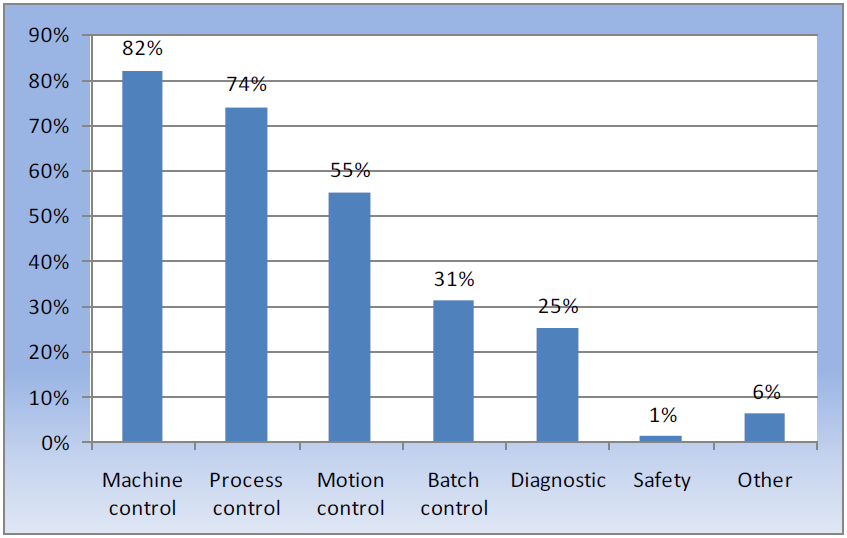 90%
80%
70%
60%
50%
40%
30%
20%
10%
0%
82%
74%
55%
31%
25%
1%
6%
Machine
control
Process
control
Motion
control
Batch
control
Diagnostic
Safety
Other